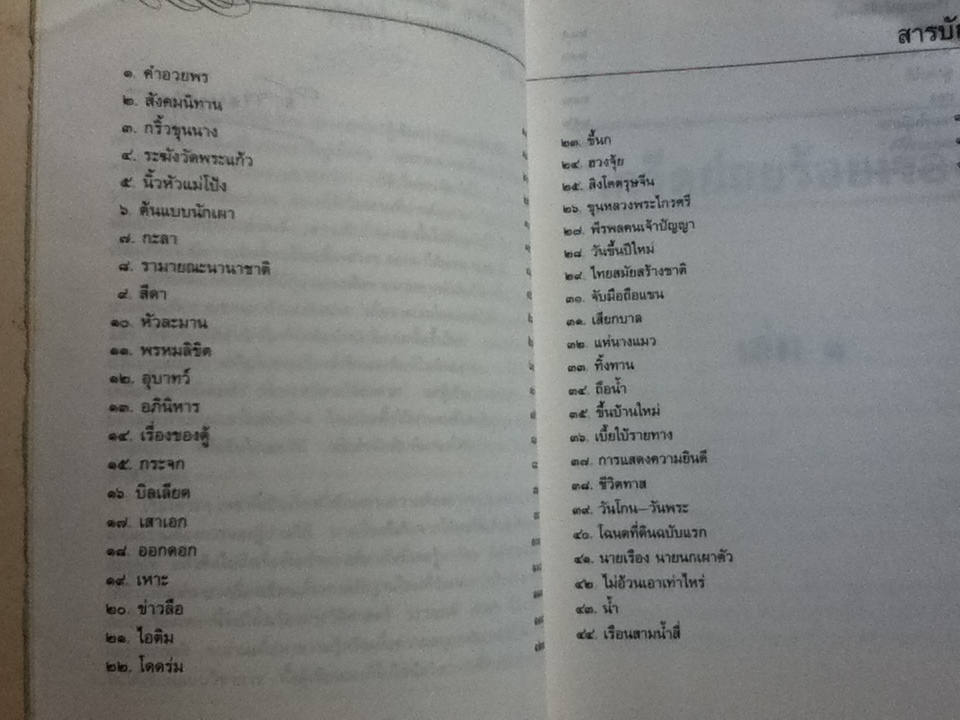 ๑. คำอวยพร
๒. สังคมนิทาน
๓. กริ้วขุนนาง
๔. ระฆังวัดพระแก้ว
๕. นิ้วหัวแม่โป้ง
๖. ต้นแบบนักเผา
๗. กะลา
๘. รามายณะนานาชาติ
๙. สีดา
๑๐. หัวละมาน
๑๑. พรหมลิขิต
๑๒. อุบาทว์
๑๓. อภินิหาร
๑๔. เรื่องของตู้
๑๕. กระจก
๑๖. บิลเลียด
๑๗. เสาเอก
๑๘. ออกดอก
๑๙. เหาะ
๒๐. ข่าวลือ
๒๑. ไอติม
๒๒. โดดร่ม
สารบั
๒๓. ขี้นก
๒๔. ฮวงจุ้ย
๒๕. สิงโตครุษจีน
๒๖. ขุนหลวงพระไกรศรี
๒๗. พีรพลคนเจ้าปัญญา
๒๘. วันขึ้นปีใหม่
๒๙. ไทยสมัยสร้างชาติ
๓๑. จับมือถือแขน
๓๑. เสียกบาล
๓๒. แห่นางแมว
๓๓. ทิ้งทาน
๓๔. ถือน้ำ
๓๕. ขึ้นบ้านใหม่
๓๖. เบี้ยใบ้รายทาง
๓๗. การแสดงความยินดี
๓๘. ชีวิตทาส
๓๙. วันโกน–วันพระ
๔๐. โฉนดที่ดินฉบับแรก
๔๑. นายเรือง นายนกเผาตัว
๔๒. ไม่อ้วนเอาเท่าไหร่
๔๓. น้ำ
๔๔. เรือนสามน้ำสี่